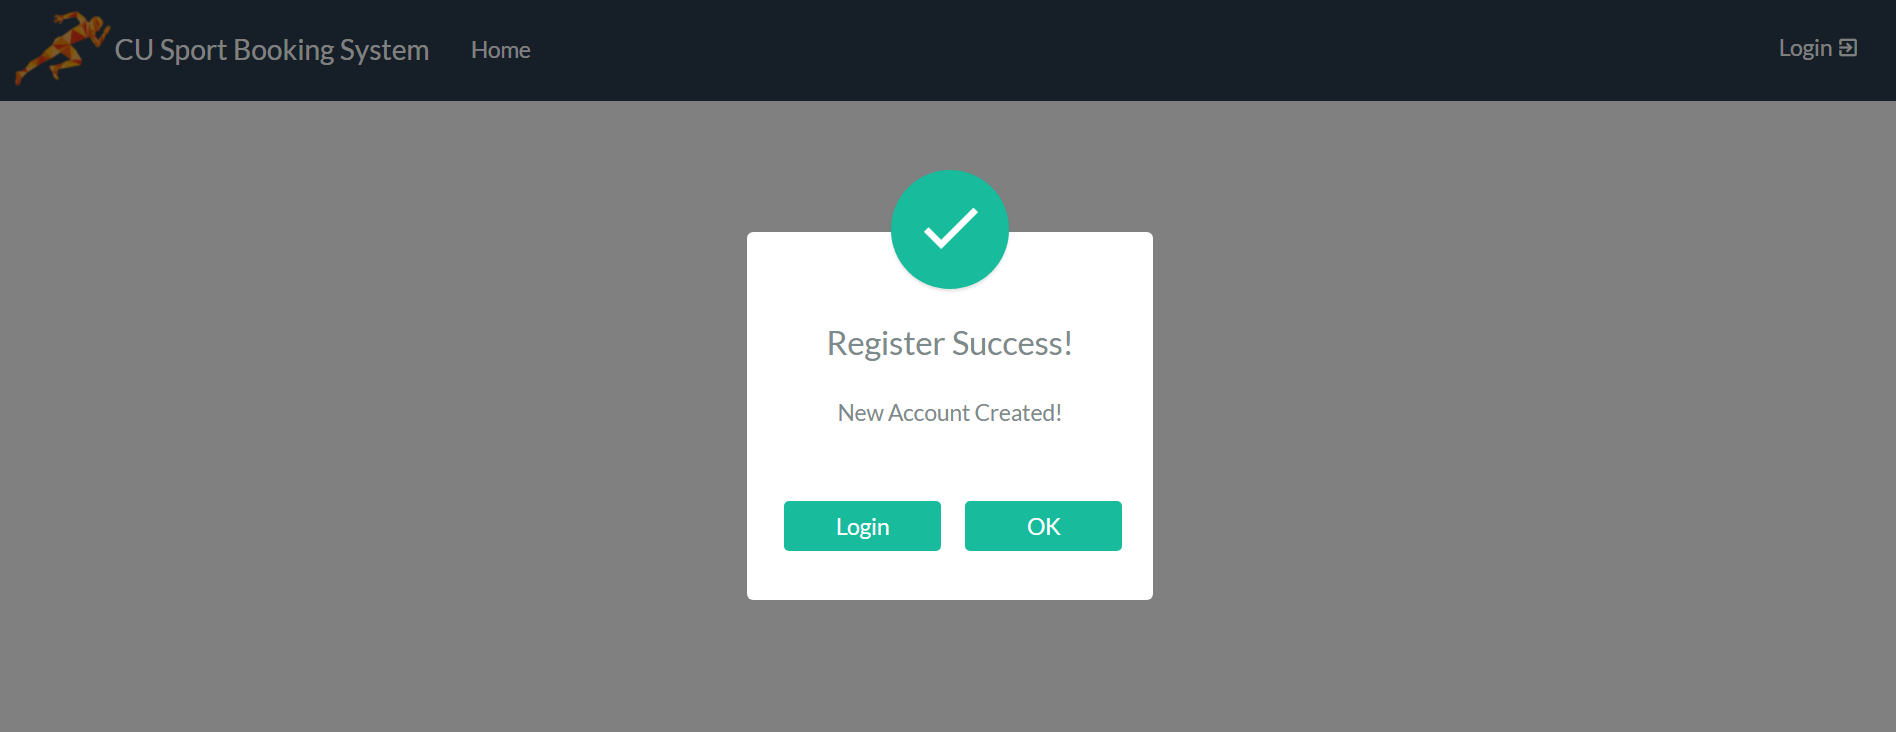 CU Sport Booking System
Home
Login
Register Success!
New Account Created!
Login
OK